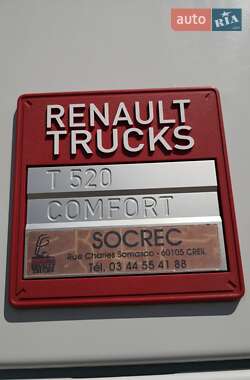 auto RIA
RENAULT
TRUCKS
T 520
COMFORT
SOCREC
Rue Charles Somasco - 60105 CREIL
Tél. 03 44 55 41 88